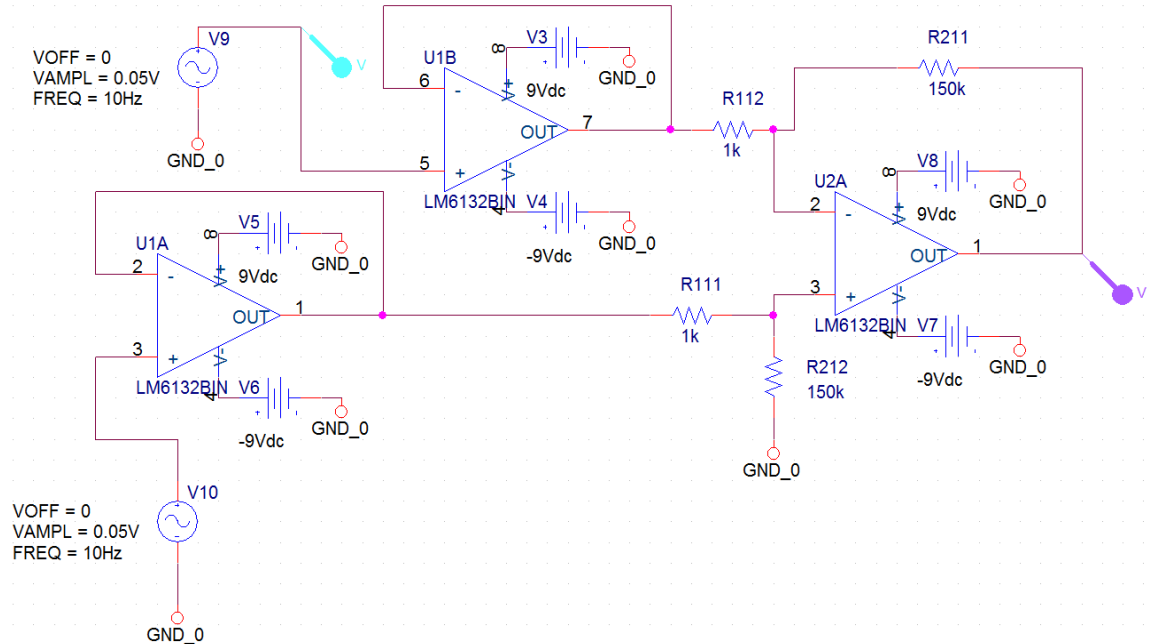 V9
VOFF = 0
VAMPL = 0.05V
FREQ = 10Hz
GND_0
V
U1B
8
V3
9Vdc
GND_0
6
-
V+
OUT
7
5
+
V-
LM6132BIN
4
V4
-9Vdc
GND_0
R112
1k
R211
150k
U2A
8
V8
9Vdc
GND_0
2
-
V+
OUT
1
3
+
V-
LM6132BIN
4
V7
-9Vdc
GND_0
V
U1A
8
V5
9Vdc
GND_0
2
-
V+
OUT
1
3
+
V-
LM6132BIN
4
V6
-9Vdc
GND_0
R111
1k
R212
150k
GND_0
V10
VOFF = 0
VAMPL = 0.05V
FREQ = 10Hz
GND_0